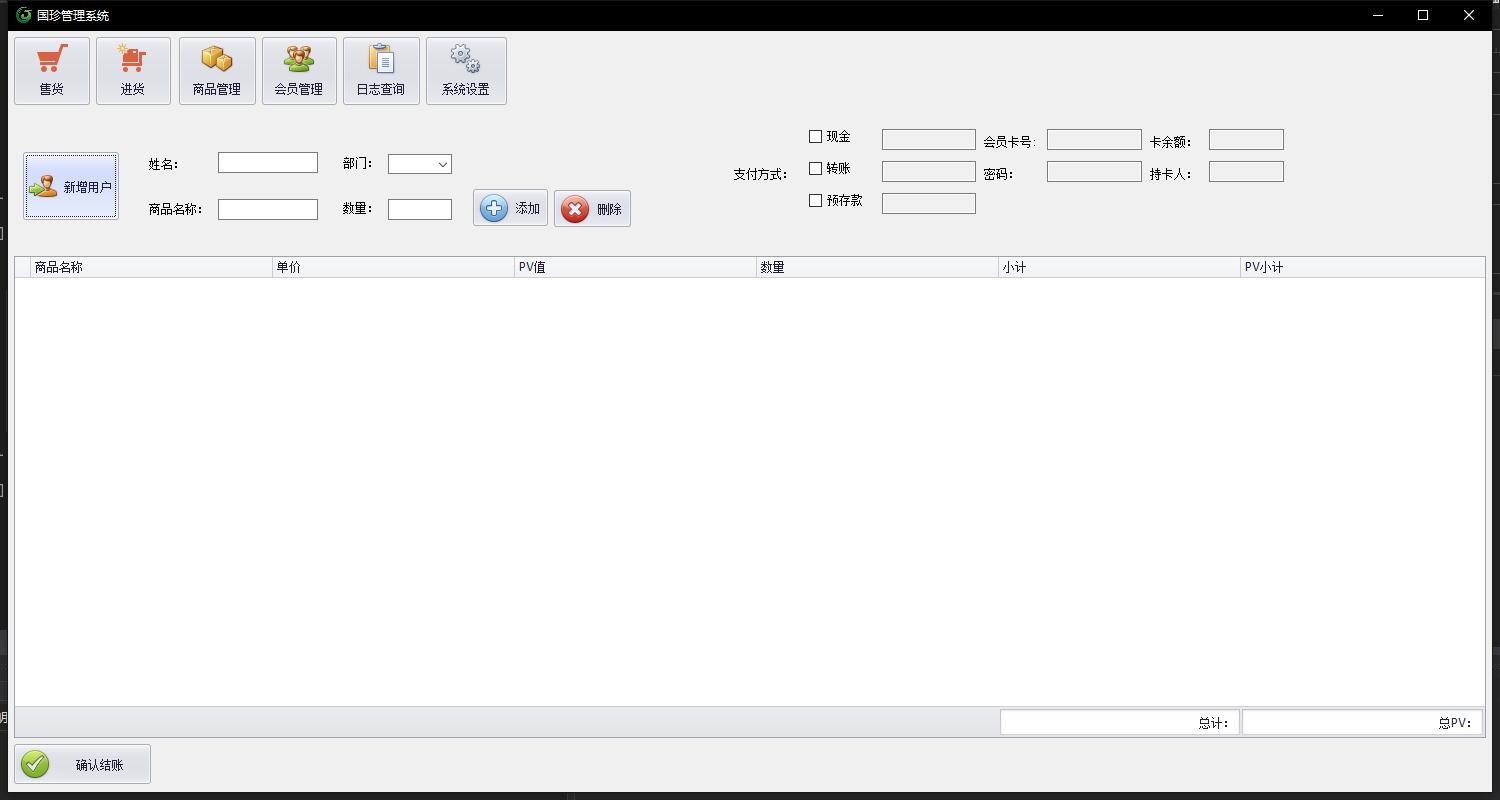 国珍管理系统
售货 进货 商品管理 会员管理 日志查询 系统设置
现金 会员卡号: 卡余额:
新增用户 姓名: 部门: 支付方式: 转账 密码: 持卡人:
商品名称: 数量: 添加 删除 预存款
商品名称 单价 PV值 数量 小计 PV小计
总计: 总PV:
确认结账